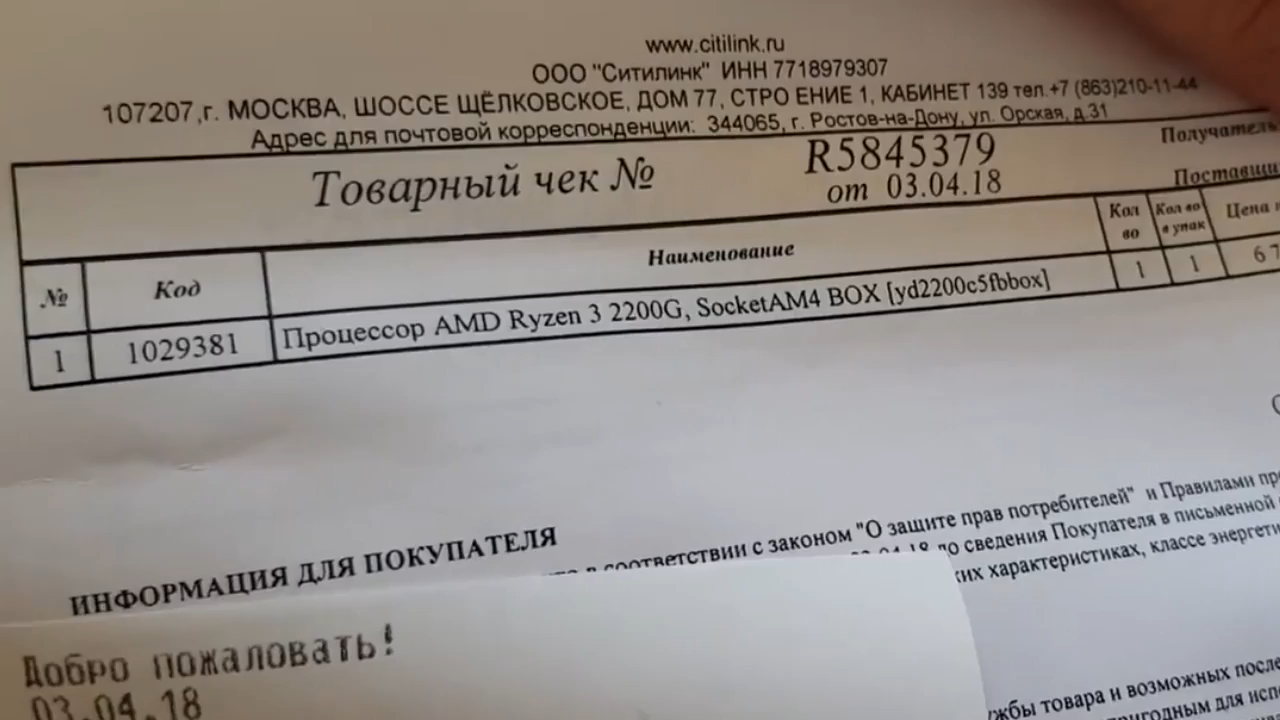 www.citilink.ru
ООО "Ситилинк" ИНН 7718979307
107207,г. МОСКВА, ШОССЕ ЩЁЛКОВСКОЕ, ДОМ 77, СТРО ЕНИЕ 1, КАБИНЕТ 139 тел.+7 (863)210-11-44
Адрес для почтовой корреспонденции: 344065, г. Ростов-на-Дону, ул. Орская, д.31
Товарный чек № R5845379 Получатель
от 03.04.18
№ Код Наименование Кол во Кол во в упак Цена
1 1029381 Процессор AMD Ryzen 3 2200G, SocketAM4 BOX [yd2200c5fbbox] 1 1 6 7
ИНФОРМАЦИЯ ДЛЯ ПОКУПАТЕЛЯ
в соответствии с законом "О защите прав потребителей" и Правилами
до сведения Покупателя в письменной
характеристиках, классе
товара и возможных
для
Добро пожаловать!
03.04.18